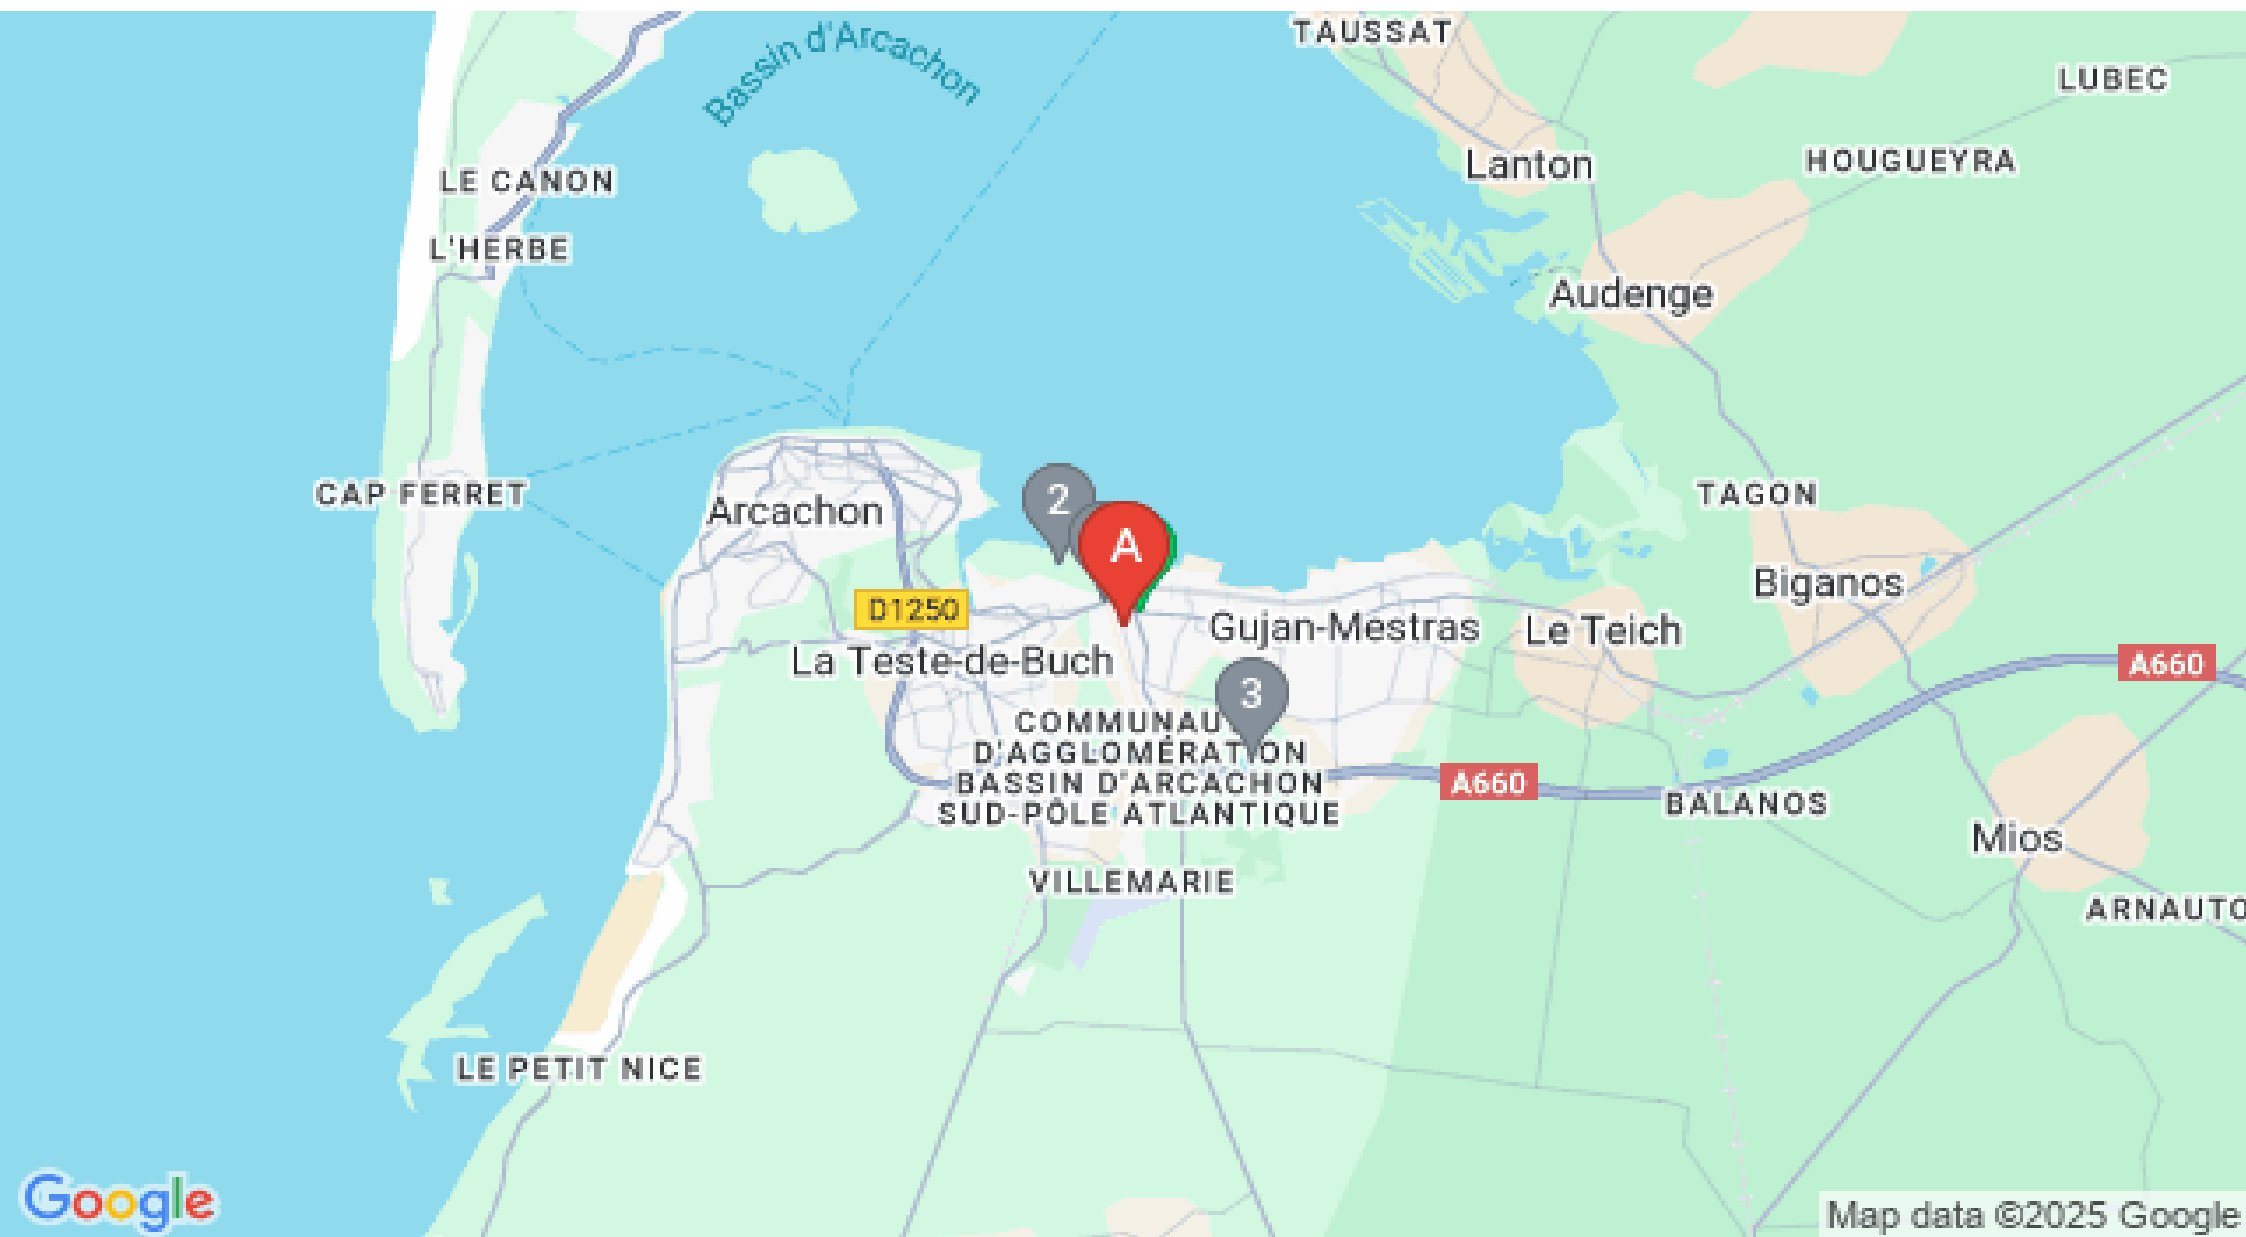 TAUSSAT
Bassin d'Arcachon
LUBEC
Lanton
HOUGUEYRA
LE CANON
L'HERBE
Audenge
CAP FERRET
2
TAGON
Arcachon
A
Biganos
D1250
Gujan-Mestras
Le Teich
La Teste-de-Buch
A660
3
COMMUNAU
D'AGGLOMÉRATION
BASSIN D'ARCACHON
SUD-PÔLE ATLANTIQUE
A660
BALANOS
Mios
VILLEMARIE
ARNAUTO
LE PETIT NICE
Google
Map data ©2025 Google